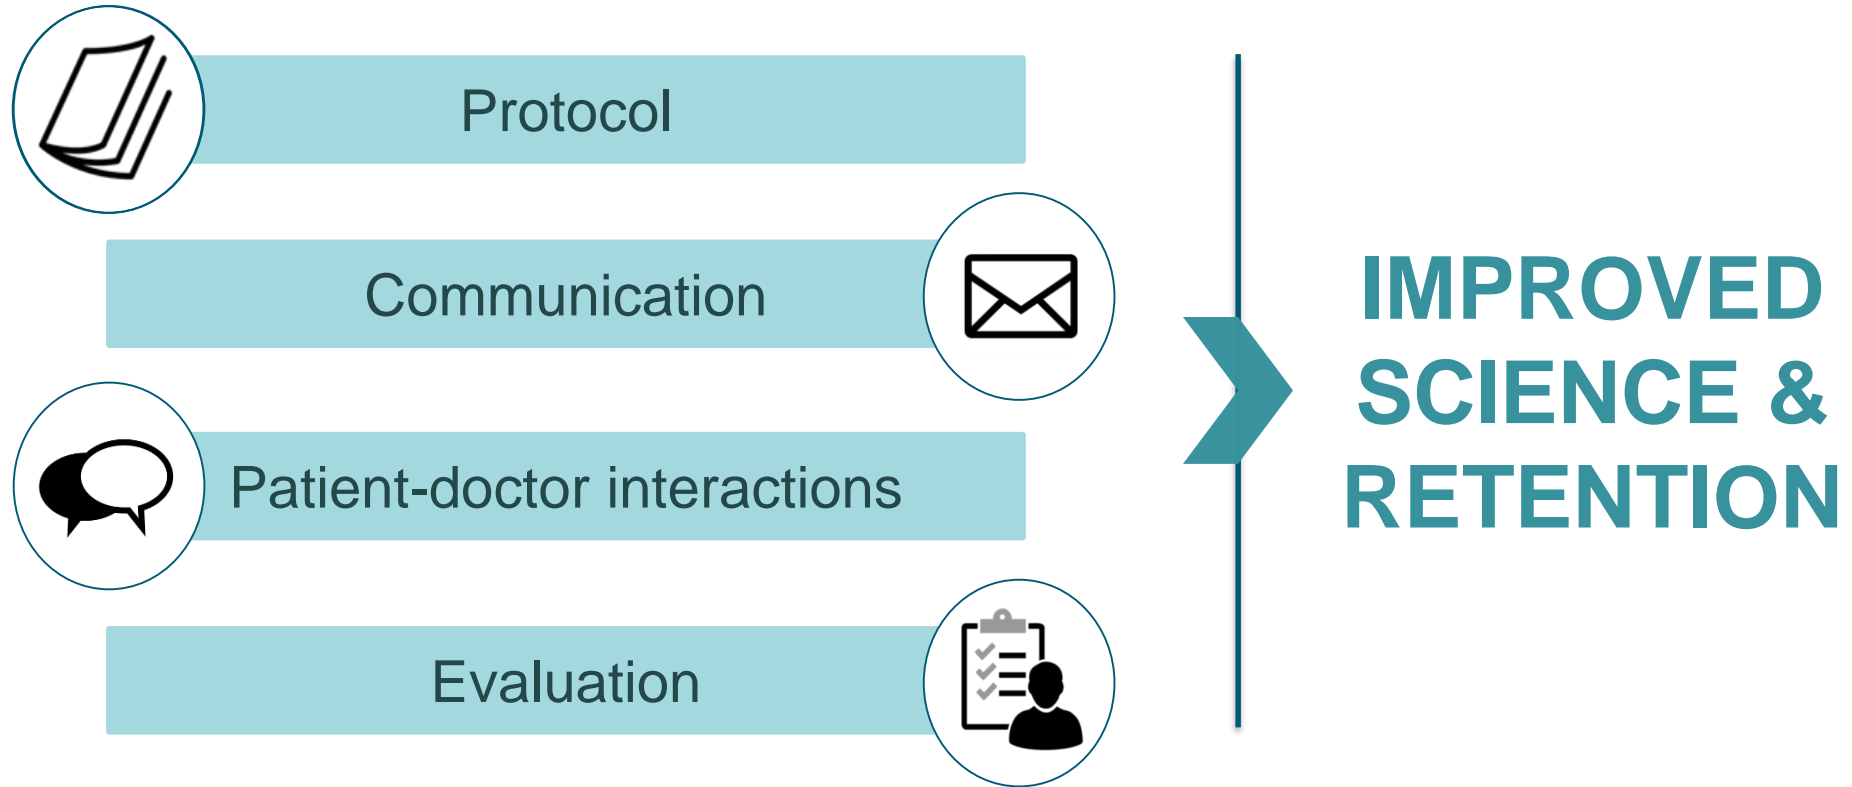 Protocol
Communication
Patient-doctor interactions
Evaluation
IMPROVED
SCIENCE &
RETENTION